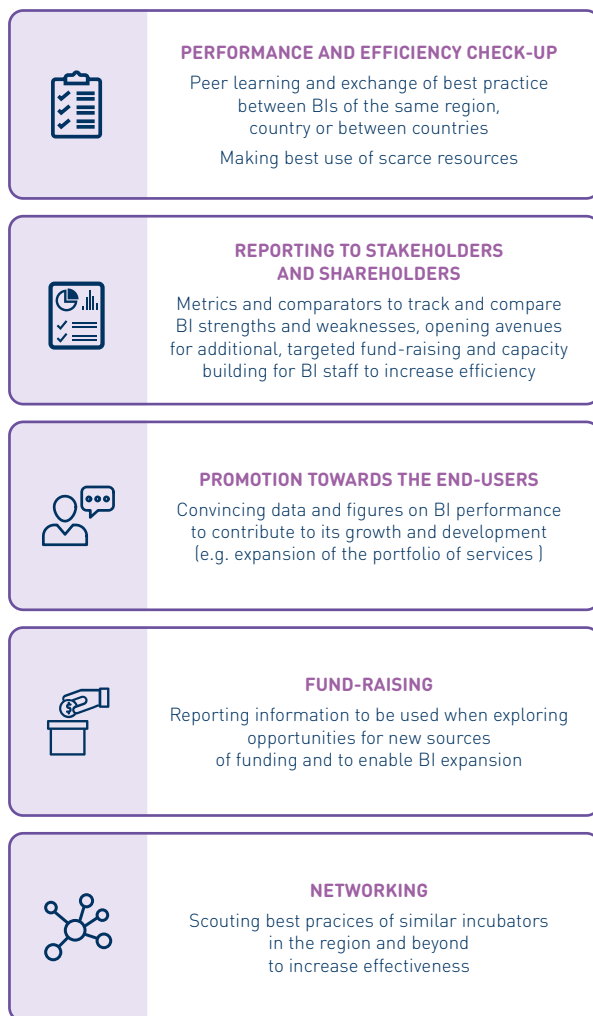 PERFORMANCE AND EFFICIENCY CHECK-UP
Peer learning and exchange of best practice
between BIs of the same region,
country or between countries
Making best use of scarce resources
REPORTING TO STAKEHOLDERS
AND SHAREHOLDERS
Metrics and comparators to track and compare
BI strengths and weaknesses, opening avenues
for additional, targeted fund-raising and capacity
building for BI staff to increase efficiency
PROMOTION TOWARDS THE END-USERS
Convincing data and figures on BI performance
to contribute to its growth and development
(e.g. expansion of the portfolio of services )
FUND-RAISING
Reporting information to be used when exploring
opportunities for new sources
of funding and to enable BI expansion
NETWORKING
Scouting best pracices of similar incubators
in the region and beyond
to increase effectiveness